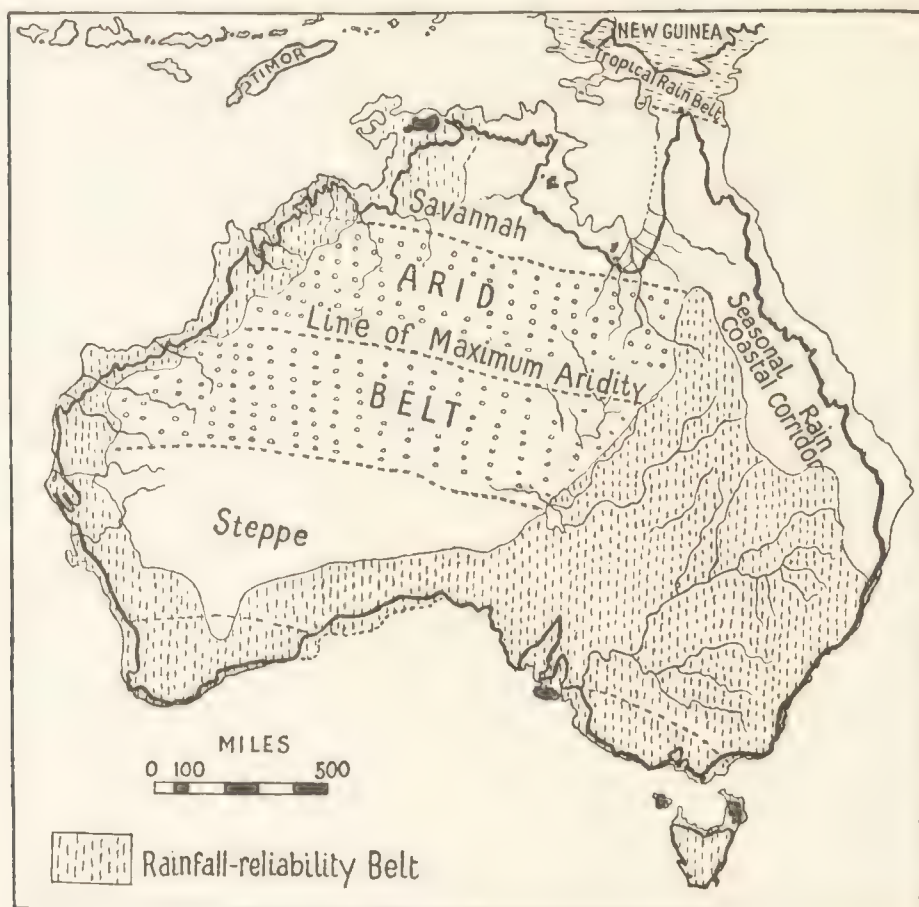 NEW GUINEA
TIMOR
Tropical Rain Belt
Savannah
ARID
Line of Maximum Aridity
BELT
Seasonal Rain
coastal corridor
Steppe
MILES
0 100 500
Rainfall-reliability Belt